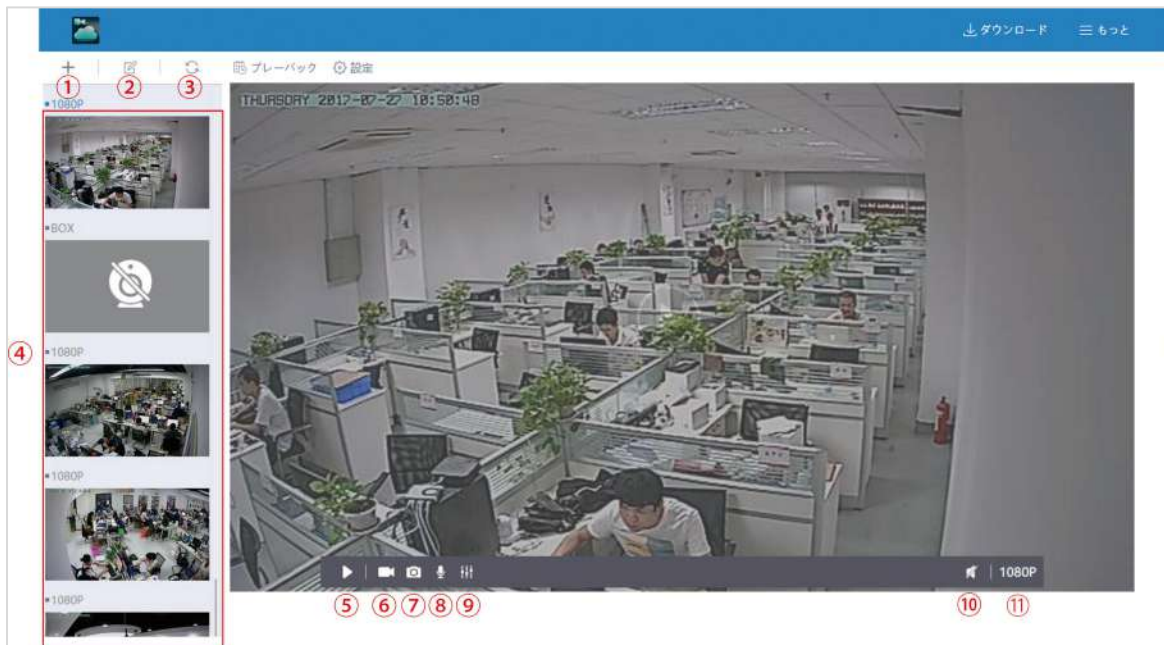 ダウンロード
もっと
① ② ③ プレーバック 設定
1080P
THURSDAY 2017-07-27 10:50:48
BOX
④
1080P
1080P
1080P
1080P
⑤ ⑥ ⑦ ⑧ ⑨ ⑩ ⑪